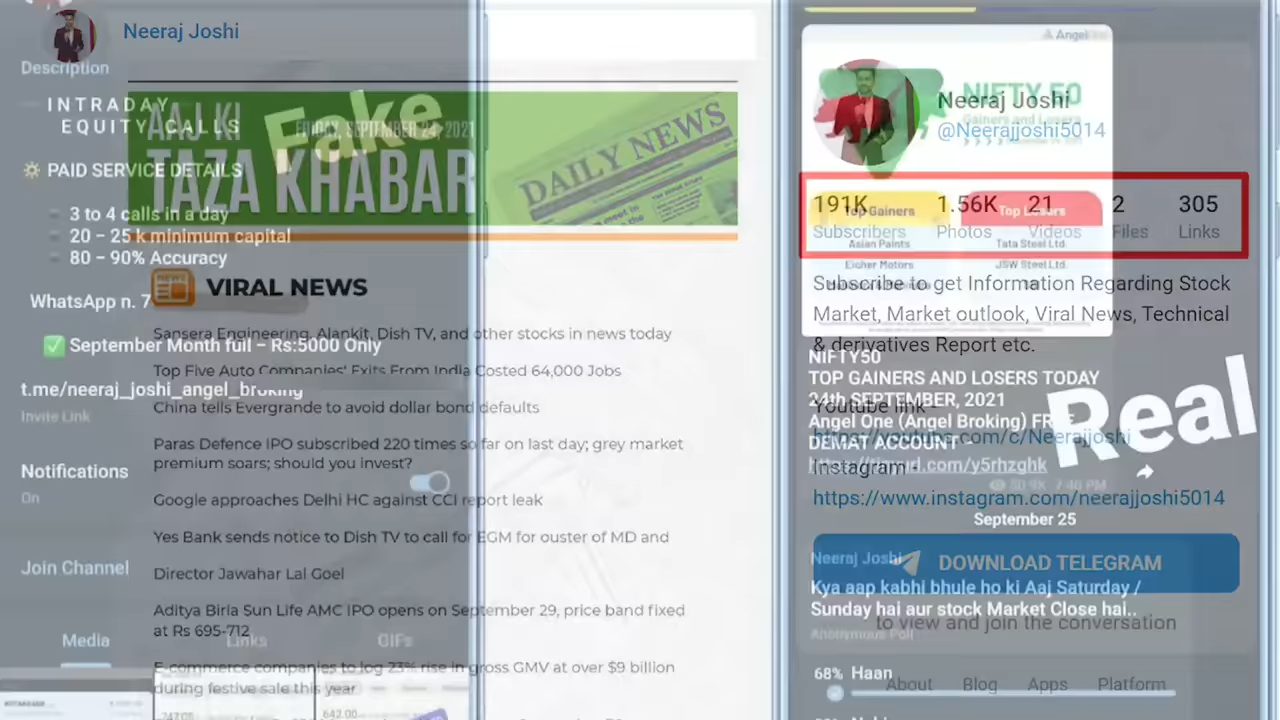 Neeraj Joshi
Description
INTRADAY
EQUITY CALLS
PAID SERVICE DETAILS
3 to 4 calls in a day
20 – 25 k minimum capital
80 – 90% Accuracy
WhatsApp n. 7
September Month full – Rs:5000 Only
t.me/neeraj_joshi_angel_broking
Invite Link
Notifications
On
Join Channel
Media
Links
GIFs
Fake
AAJ KI
FRIDAY, SEPTEMBER 24, 2021
TAZA KHABAR
DAILY NEWS
NEWS
VIRAL NEWS
Sansera Engineering, Alankit, Dish TV, and other stocks in news today
Top Five Auto Companies' Exits From India Costed 64,000 Jobs
China tells Evergrande to avoid dollar bond defaults
Paras Defence IPO subscribed 220 times so far on last day; grey market
premium soars; should you invest?
Google approaches Delhi HC against CCI report leak
Yes Bank sends notice to Dish TV to call for EGM for ouster of MD and
Director Jawahar Lal Goel
Aditya Birla Sun Life AMC IPO opens on September 29, price band fixed
at Rs 695-712
E-commerce companies to log 23% rise in gross GMV at over $9 billion
during festive sale this year
642.00
Angel
NIFTY 50
Gainers and Losers
Neeraj Joshi
@Neerajjoshi5014
191K 1.56K 21 2 305
Subscribers Photos Videos Files Links
Top Gainers Top Losers
Asian Paints Tata Steel Ltd.
Eicher Motors JSW Steel Ltd.
Subscribe to get Information Regarding Stock
Market, Market outlook, Viral News, Technical
& derivatives Report etc.
NIFTY50
TOP GAINERS AND LOSERS TODAY
24th SEPTEMBER, 2021
Angel One (Angel Broking) FREE
DEMAT ACCOUNT -
Youtube link -
Instagram -
https://www.instagram.com/neerajjoshi5014
Real
September 25
Neeraj Joshi
DOWNLOAD TELEGRAM
Kya aap kabhi bhule ho ki Aaj Saturday /
Sunday hai aur stock Market Close hai..
to view and join the conversation
Anonymous Poll
68% Haan
About Blog Apps Platform